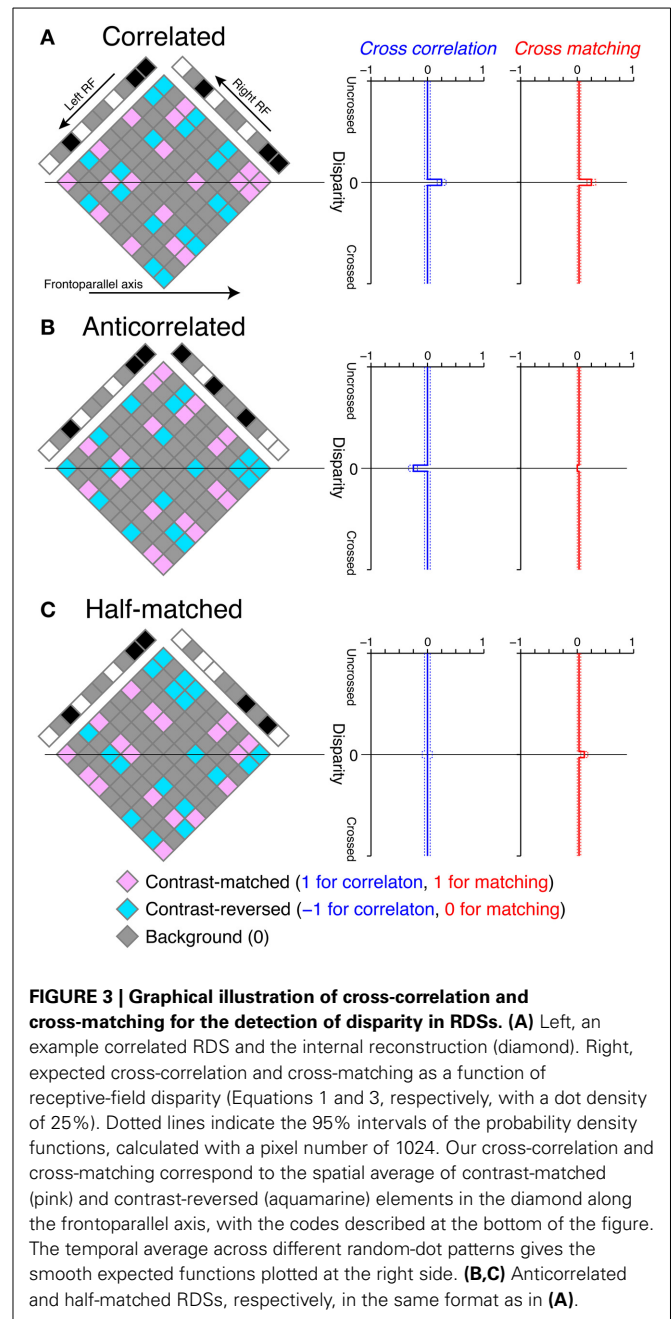 A Correlated
Left RF
Right RF
Cross correlation Cross matching
−1 0 1 −1 0 1
Uncrossed
Disparity
0
Crossed
Frontoparallel axis
B Anticorrelated
−1 0 1 −1 0 1
Uncrossed
Disparity
0
Crossed
C Half-matched
−1 0 1 −1 0 1
Uncrossed
Disparity
0
Crossed
Contrast-matched (1 for correlaton, 1 for matching)
Contrast-reversed (−1 for correlaton, 0 for matching)
Background (0)
FIGURE 3 | Graphical illustration of cross-correlation and
cross-matching for the detection of disparity in RDSs. (A) Left, an
example correlated RDS and the internal reconstruction (diamond). Right,
expected cross-correlation and cross-matching as a function of
receptive-field disparity (Equations 1 and 3, respectively, with a dot density
of 25%). Dotted lines indicate the 95% intervals of the probability density
functions, calculated with a pixel number of 1024. Our cross-correlation and
cross-matching correspond to the spatial average of contrast-matched
(pink) and contrast-reversed (aquamarine) elements in the diamond along
the frontoparallel axis, with the codes described at the bottom of the figure.
The temporal average across different random-dot patterns gives the
smooth expected functions plotted at the right side. (B,C) Anticorrelated
and half-matched RDSs, respectively, in the same format as in (A).